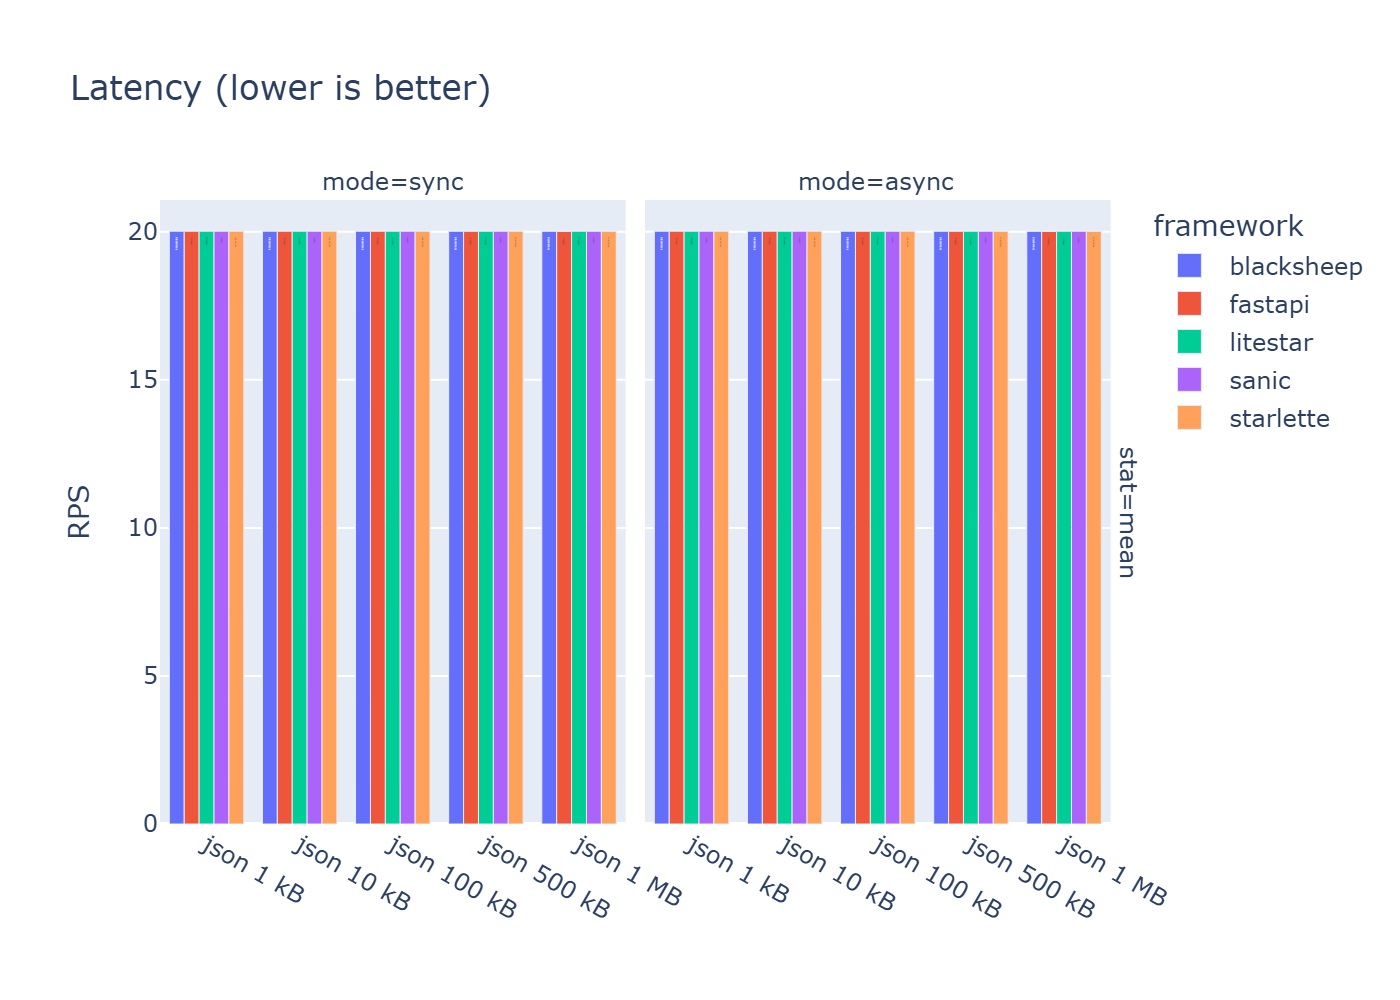 Latency (lower is better)
mode=sync
mode=async
framework
blacksheep
fastapi
litestar
sanic
starlette
20
15
10
5
0
RPS
stat=mean
json 1 kB
json 10 kB
json 100 kB
json 500 kB
json 1 MB
json 1 kB
json 10 kB
json 100 kB
json 500 kB
json 1 MB